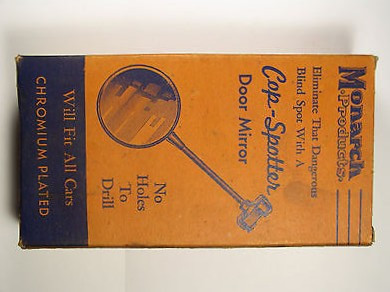 Monarch
Products.
Eliminate That Dangerous
Blind Spot With A
Cop-Spotter
Door Mirror
No
Holes
To
Drill
Will Fit All Cars
CHROMIUM PLATED